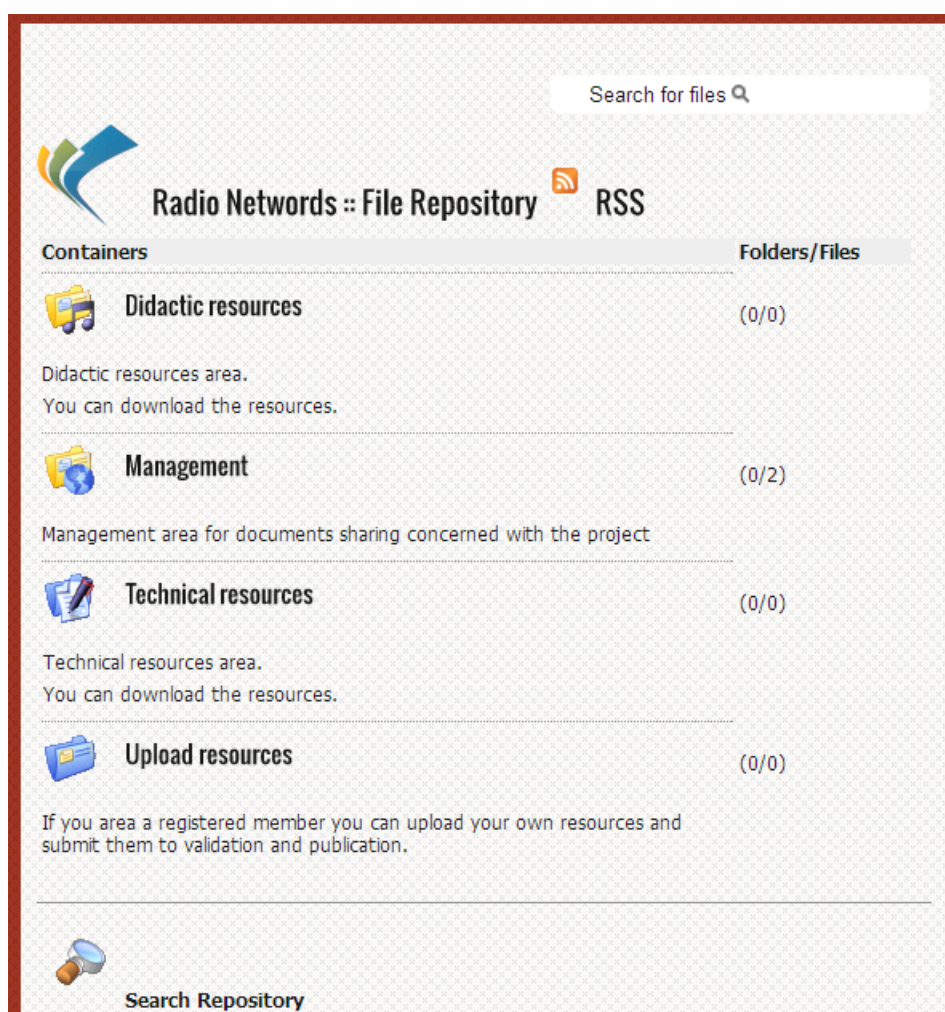 Search for files
Radio Networds :: File Repository RSS
Containers Folders/Files
Didactic resources (0/0)
Didactic resources area.
You can download the resources.
Management (0/2)
Management area for documents sharing concerned with the project
Technical resources (0/0)
Technical resources area.
You can download the resources.
Upload resources (0/0)
If you area a registered member you can upload your own resources and
submit them to validation and publication.
Search Repository